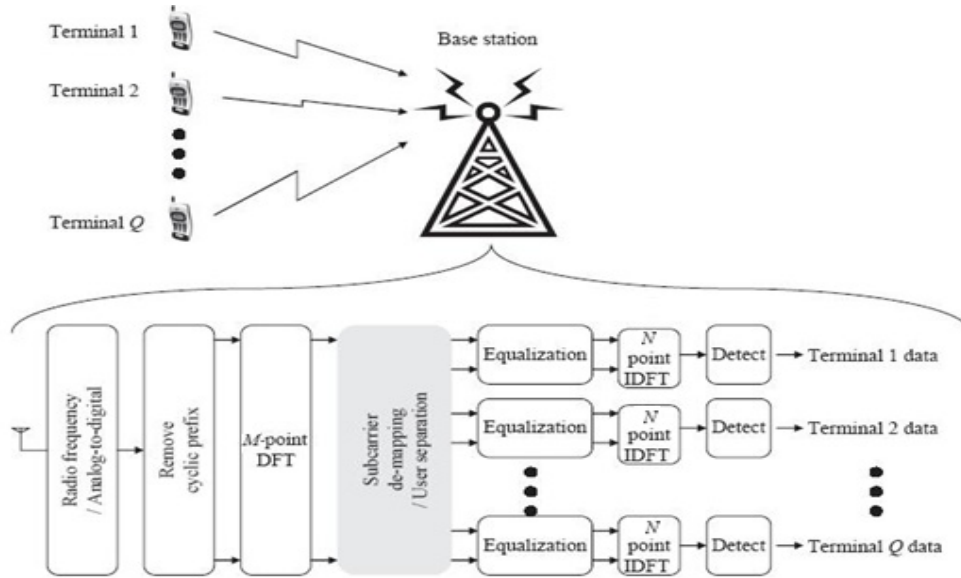 Terminal 1
Base station
Terminal 2
Terminal Q
Radio frequency
/ Analog-to-digital
Remove
cyclic prefix
M-point
DFT
Subcarrier
de-mapping
/ User separation
Equalization
N
point
IDFT
Detect
Terminal 1 data
Equalization
N
point
IDFT
Detect
Terminal 2 data
Equalization
N
point
IDFT
Detect
Terminal Q data